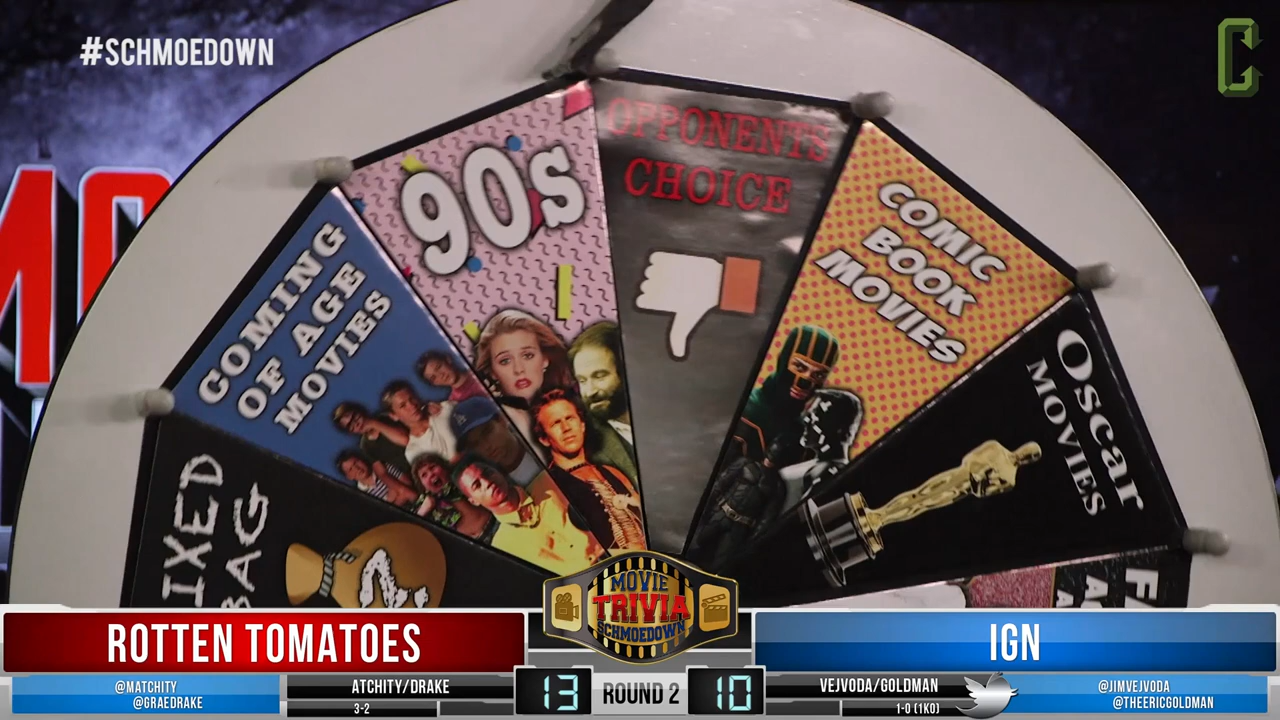 #SCHMOEDOWN
COMING
OF AGE
MOVIES
90s
OPPONENTS
CHOICE
COMIC
BOOK
MOVIES
Oscar
MOVIES
MIXED
BAG
MOVIE
TRIVIA
SCHMOEDOWN
ROTTEN TOMATOES
IGN
@MATCHITY
@GRAEDRAKE
ATCHITY/DRAKE
3-2
13
ROUND 2
10
VEJVODA/GOLDMAN
1-0 (1KO)
@JIMVEJVODA
@THEERICGOLDMAN